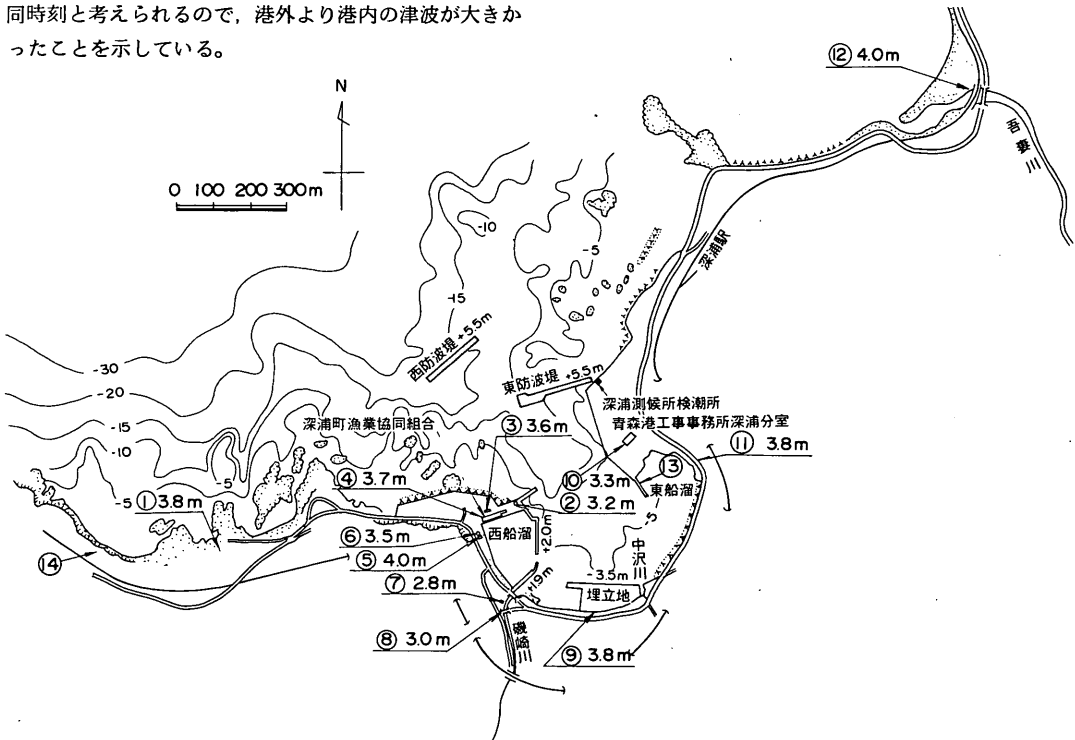 同時刻と考えられるので，港外より港内の津波が大きか
ったことを示している。
⑫ 4.0m
N
吾妻川
0 100 200 300m
-10
-5
深浦駅
-15
西防波堤 +5.5m
-30
東防波堤 +5.5m
-20
深浦測候所検潮所
青森港工事事務所深浦分室
-15
深浦町漁業協同組合
③ 3.6m
⑪ 3.8m
-10
-5
④ 3.7m
⑩ 3.3m
⑬
東船溜
-5
① 3.8m
② 3.2m
-5
⑥ 3.5m
西船溜
+2.0m
中沢川
⑭
⑤ 4.0m
⑦ 2.8m
+1.9m
-3.5m
埋立地
⑧ 3.0m
磯崎川
⑨ 3.8m